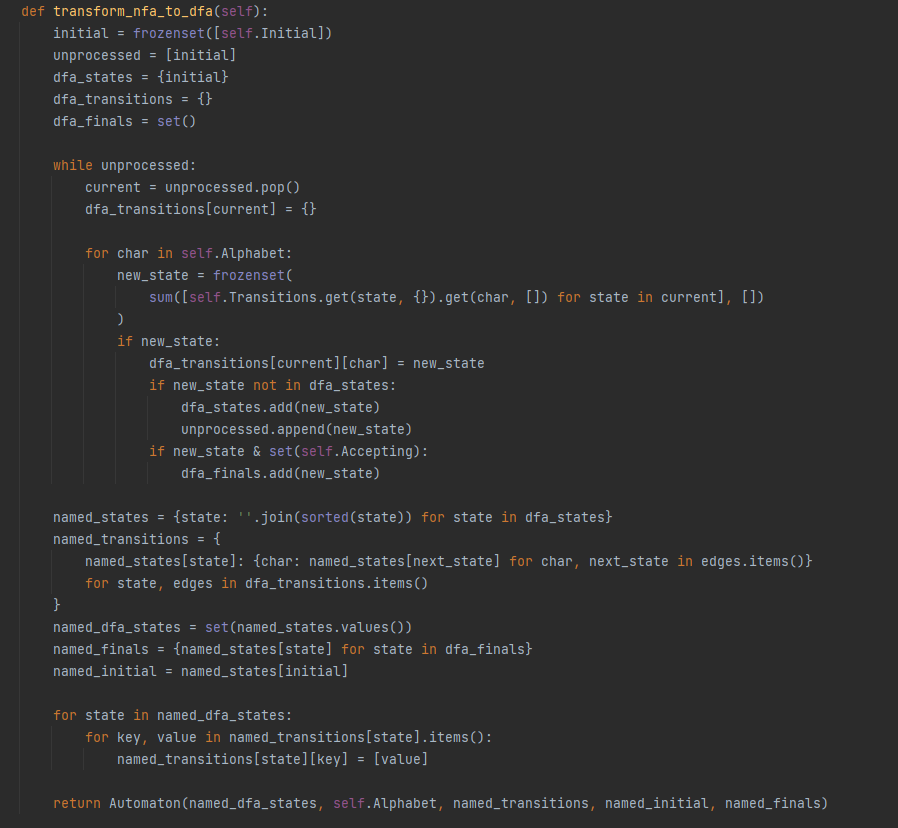 def transform_nfa_to_dfa(self):
    initial = frozenset([self.Initial])
    unprocessed = [initial]
    dfa_states = {initial}
    dfa_transitions = {}
    dfa_finals = set()

    while unprocessed:
        current = unprocessed.pop()
        dfa_transitions[current] = {}

        for char in self.Alphabet:
            new_state = frozenset(
                sum([self.Transitions.get(state, {}).get(char, []) for state in current], [])
            )
            if new_state:
                dfa_transitions[current][char] = new_state
                if new_state not in dfa_states:
                    dfa_states.add(new_state)
                    unprocessed.append(new_state)
                if new_state & set(self.Accepting):
                    dfa_finals.add(new_state)

    named_states = {state: ''.join(sorted(state)) for state in dfa_states}
    named_transitions = {
        named_states[state]: {char: named_states[next_state] for char, next_state in edges.items()}
        for state, edges in dfa_transitions.items()
    }
    named_dfa_states = set(named_states.values())
    named_finals = {named_states[state] for state in dfa_finals}
    named_initial = named_states[initial]

    for state in named_dfa_states:
        for key, value in named_transitions[state].items():
            named_transitions[state][key] = [value]

    return Automaton(named_dfa_states, self.Alphabet, named_transitions, named_initial, named_finals)